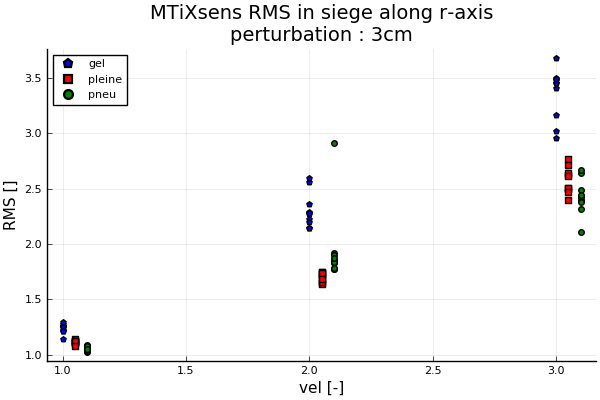 MTiXsens RMS in siege along r-axis
perturbation : 3cm
gel
pleine
pneu
RMS []
3.5
3.0
2.5
2.0
1.5
1.0
1.0
1.5
2.0
2.5
3.0
vel [-]